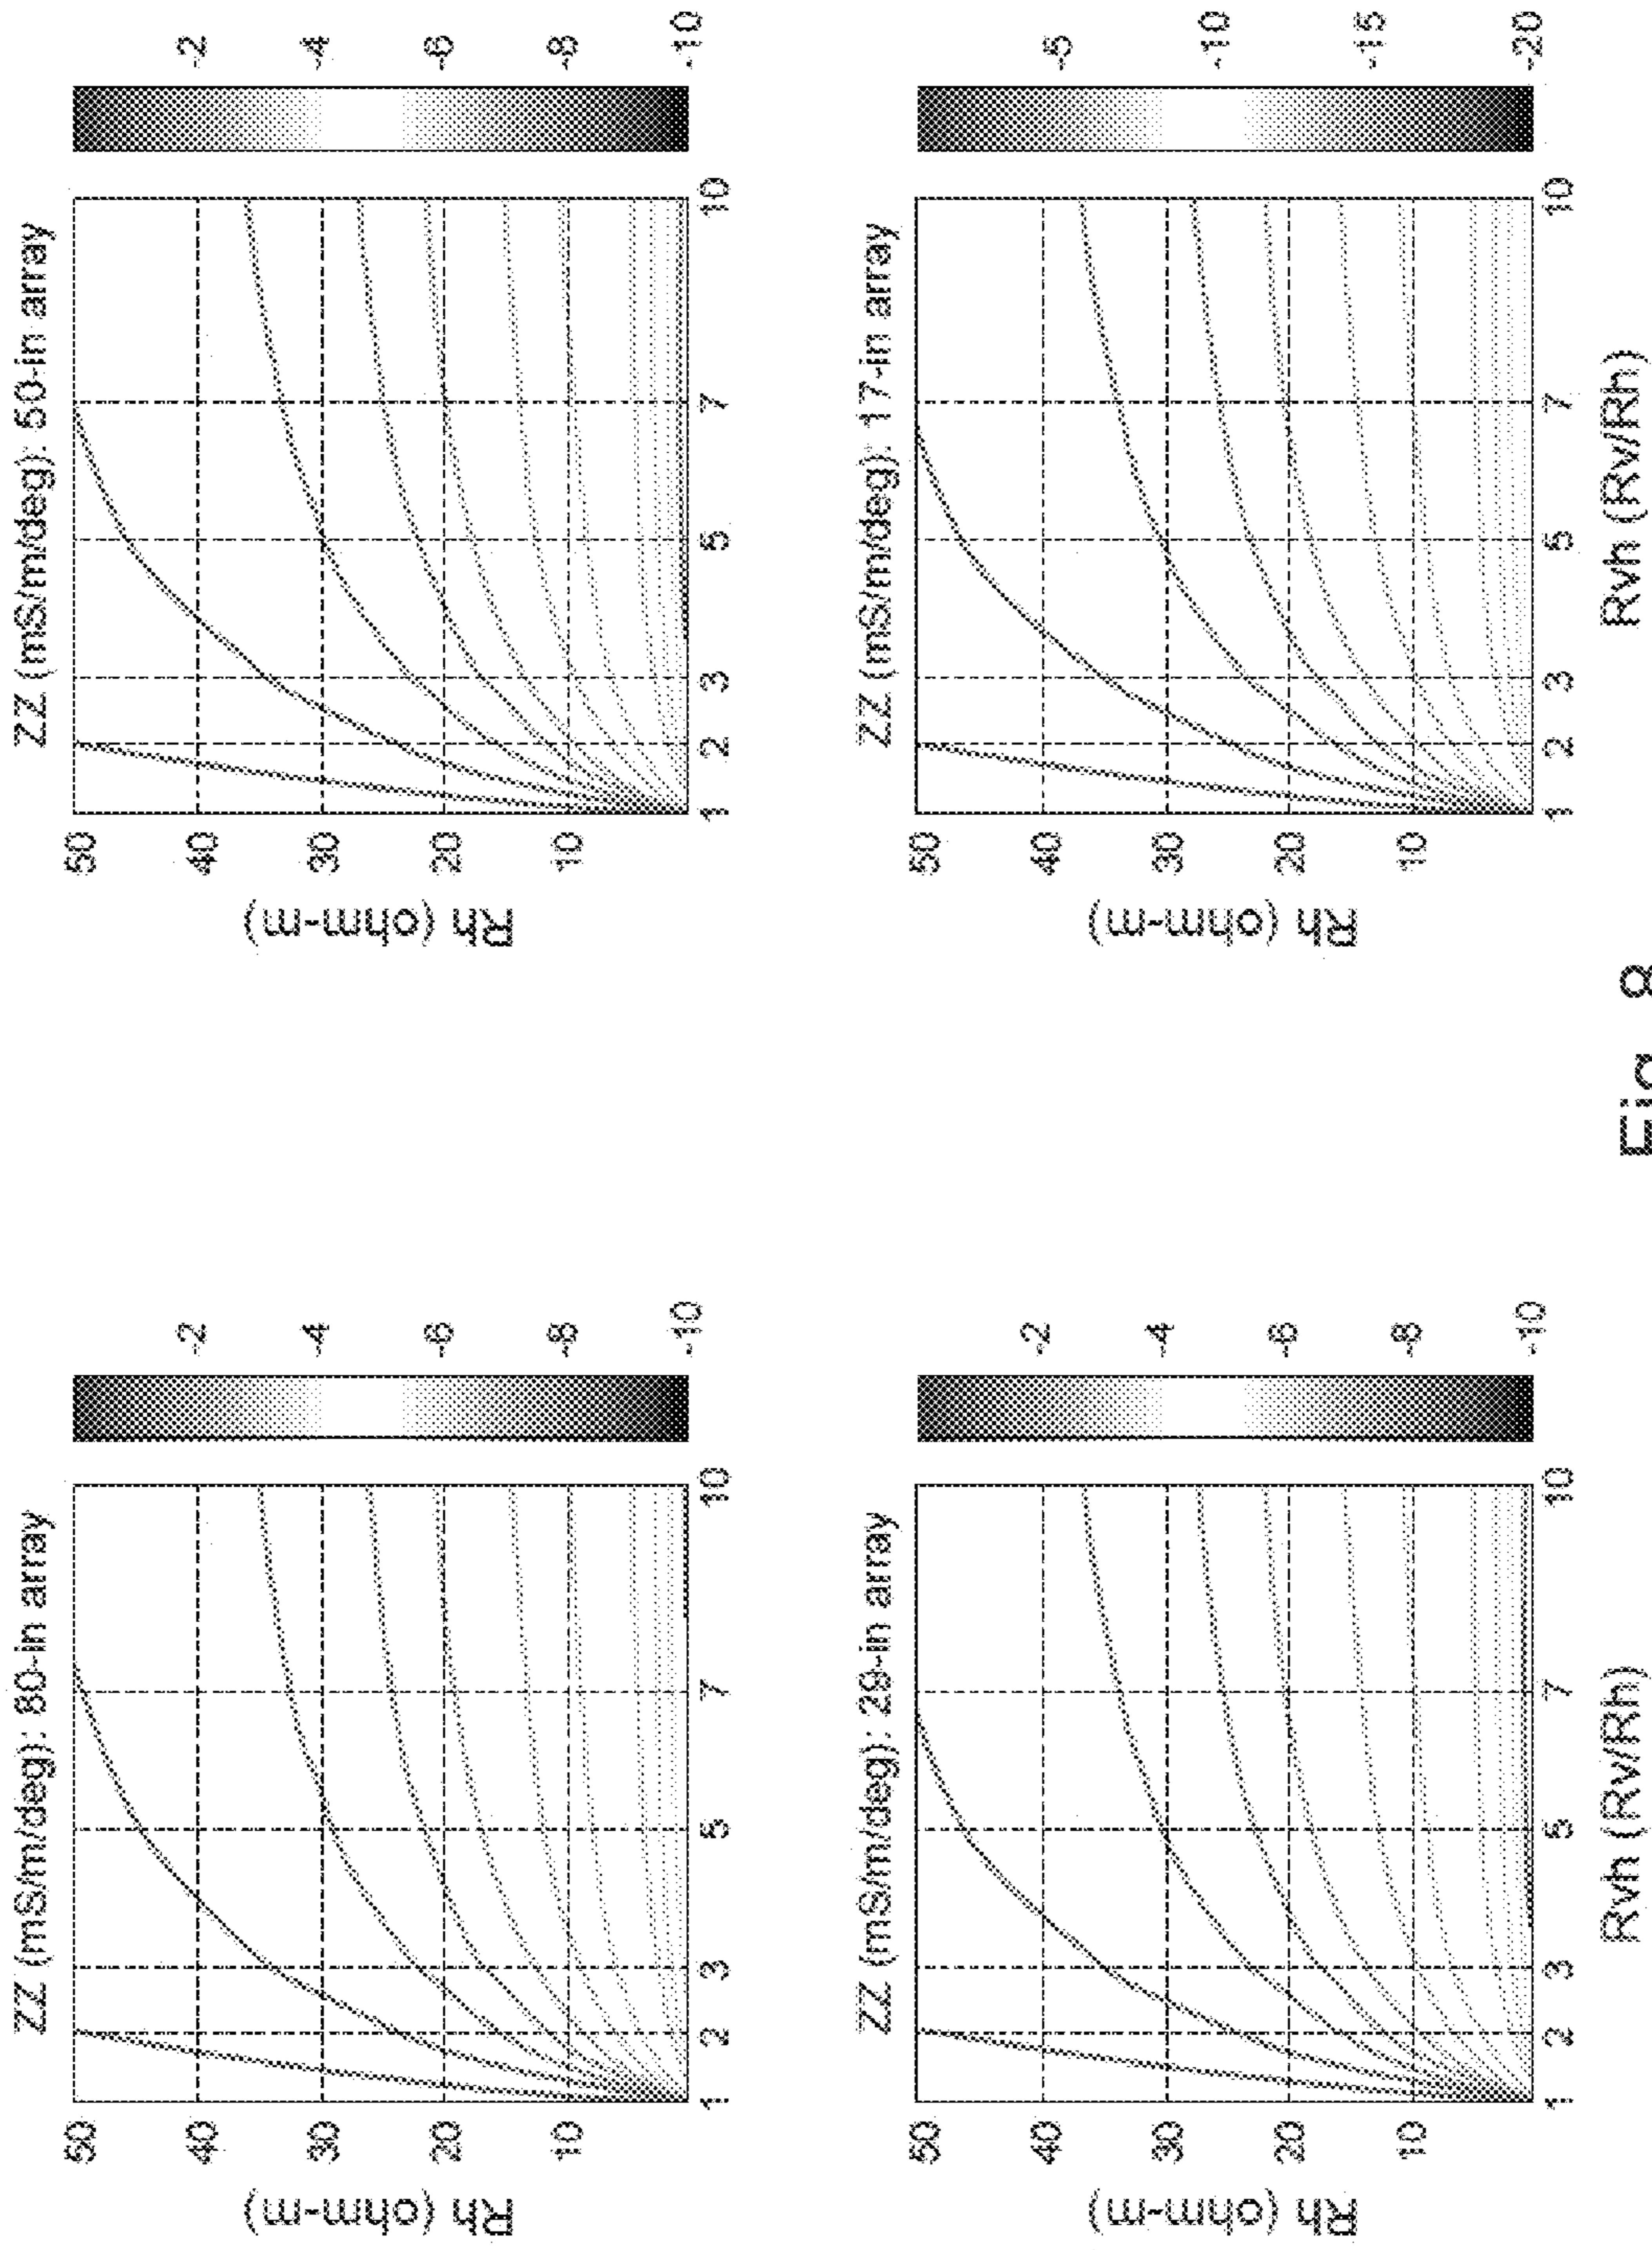 ZZ (mS/m/deg): 80-in array
Rh (ohm-m)
50
40
30
20
10
1 2 3 5 7 10
-2
-4
-6
-8
-10
ZZ (mS/m/deg): 50-in array
Rh (ohm-m)
50
40
30
20
10
1 2 3 5 7 10
-2
-4
-6
-8
-10
ZZ (mS/m/deg): 29-in array
Rh (ohm-m)
50
40
30
20
10
1 2 3 5 7 10
Rvh (Rv/Rh)
-2
-4
-6
-8
-10
ZZ (mS/m/deg): 17-in array
Rh (ohm-m)
50
40
30
20
10
1 2 3 5 7 10
Rvh (Rv/Rh)
-5
-10
-15
-20
Fig. 8